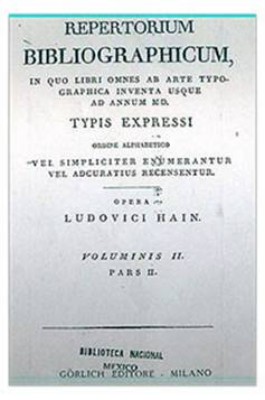 REPERTORIUM
BIBLIOGRAPHICUM,
IN QUO LIBRI OMNES AB ARTE TYPO-
GRAPHICA INVENTA USQUE
AD ANNUM MD.
TYPIS EXPRESSI
ORDINE ALPHABETICO
VEL SIMPLICITER ENUMERANTUR
VEL ADCURATIUS RECENSENTUR.
OPERA
LUDOVICI HAIN.
VOLUMINIS II.
PARS II.
BIBLIOTECA NACIONAL
MEXICO
GÖRLICH EDITORE - MILANO